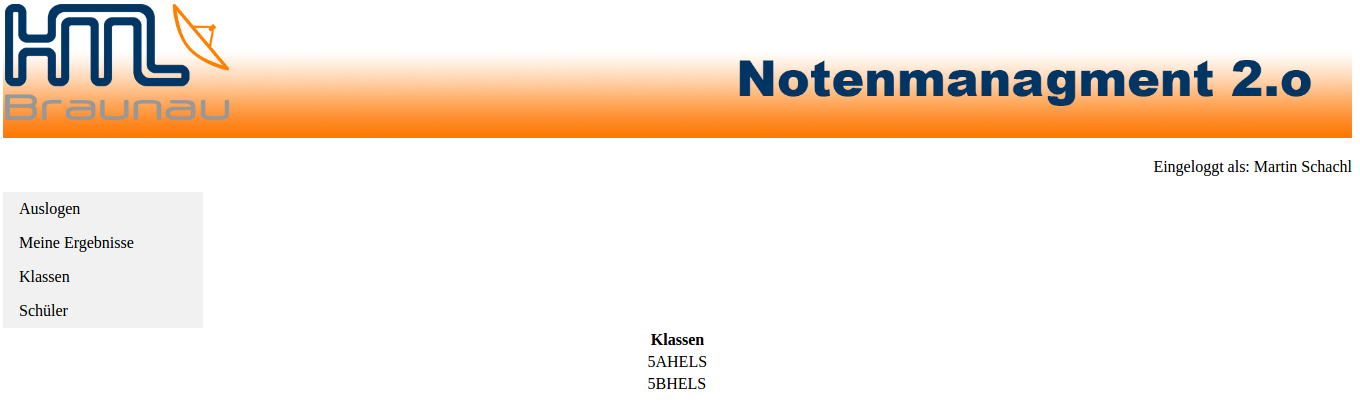 HTL
Braunau
Notenmanagment 2.o
Eingeloggt als: Martin Schachl
Auslogen
Meine Ergebnisse
Klassen
Schüler
Klassen
5AHELS
5BHELS